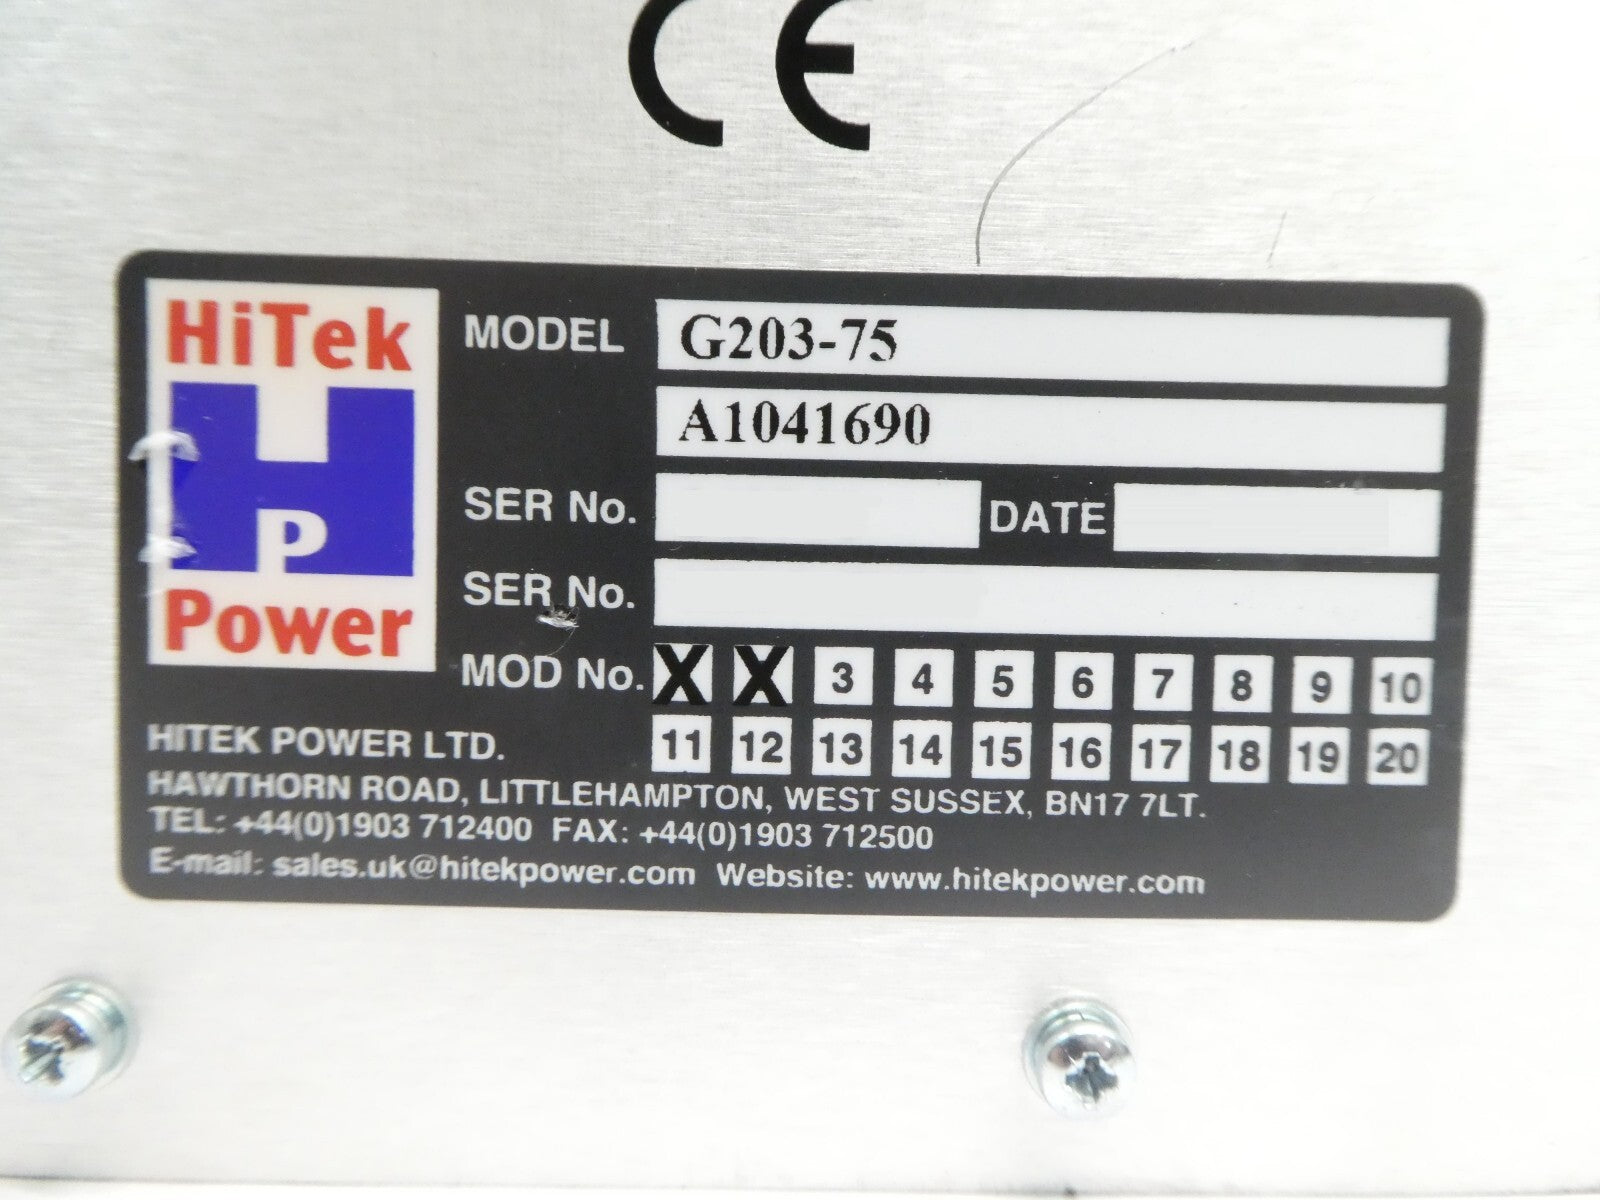 CE
HiTek
HP
Power
MODEL G203-75
A1041690
SER No. DATE
SER No.
MOD No. X X 3 4 5 6 7 8 9 10
11 12 13 14 15 16 17 18 19 20
HITEK POWER LTD.
HAWTHORN ROAD, LITTLEHAMPTON, WEST SUSSEX, BN17 7LT.
TEL: +44(0)1903 712400 FAX: +44(0)1903 712500
E-mail: sales.uk@hitekpower.com Website: www.hitekpower.com